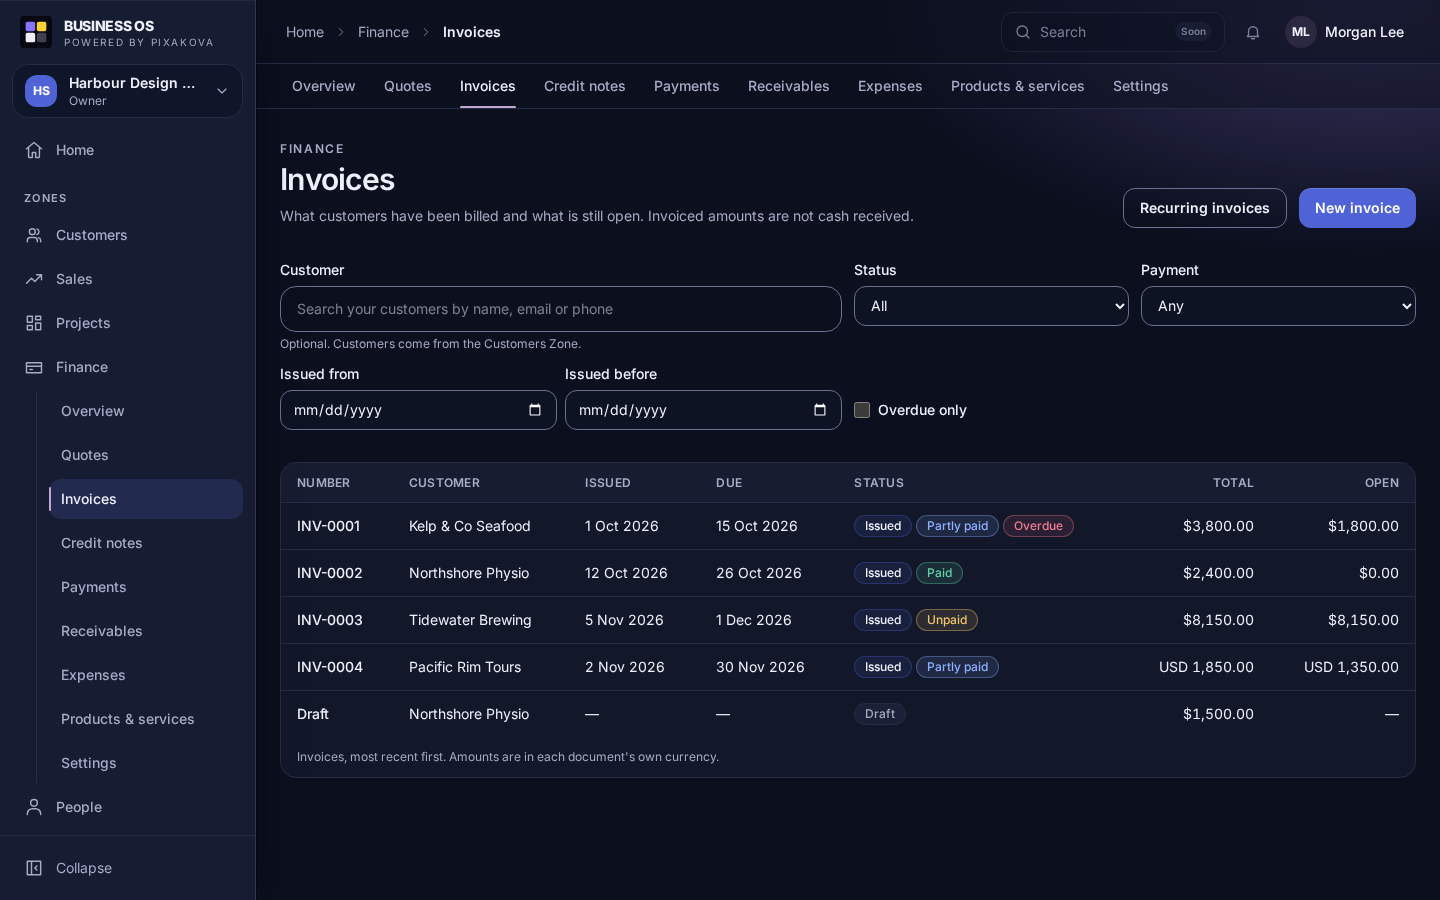 BUSINESS OS
POWERED BY PIXAKOVA
HS
Harbour Design ...
Owner
Home
ZONES
Customers
Sales
Projects
Finance
Overview
Quotes
Invoices
Credit notes
Payments
Receivables
Expenses
Products & services
Settings
People
Collapse
Home Finance Invoices
Search Soon
ML Morgan Lee
Overview Quotes Invoices Credit notes Payments Receivables Expenses Products & services Settings
FINANCE
Invoices
What customers have been billed and what is still open. Invoiced amounts are not cash received.
Recurring invoices New invoice
Customer Status Payment
Search your customers by name, email or phone All Any
Optional. Customers come from the Customers Zone.
Issued from Issued before
mm/dd/yyyy mm/dd/yyyy Overdue only
NUMBER CUSTOMER ISSUED DUE STATUS TOTAL OPEN
INV-0001 Kelp & Co Seafood 1 Oct 2026 15 Oct 2026 Issued Partly paid Overdue $3,800.00 $1,800.00
INV-0002 Northshore Physio 12 Oct 2026 26 Oct 2026 Issued Paid $2,400.00 $0.00
INV-0003 Tidewater Brewing 5 Nov 2026 1 Dec 2026 Issued Unpaid $8,150.00 $8,150.00
INV-0004 Pacific Rim Tours 2 Nov 2026 30 Nov 2026 Issued Partly paid USD 1,850.00 USD 1,350.00
Draft Northshore Physio — — Draft $1,500.00 —
Invoices, most recent first. Amounts are in each document's own currency.